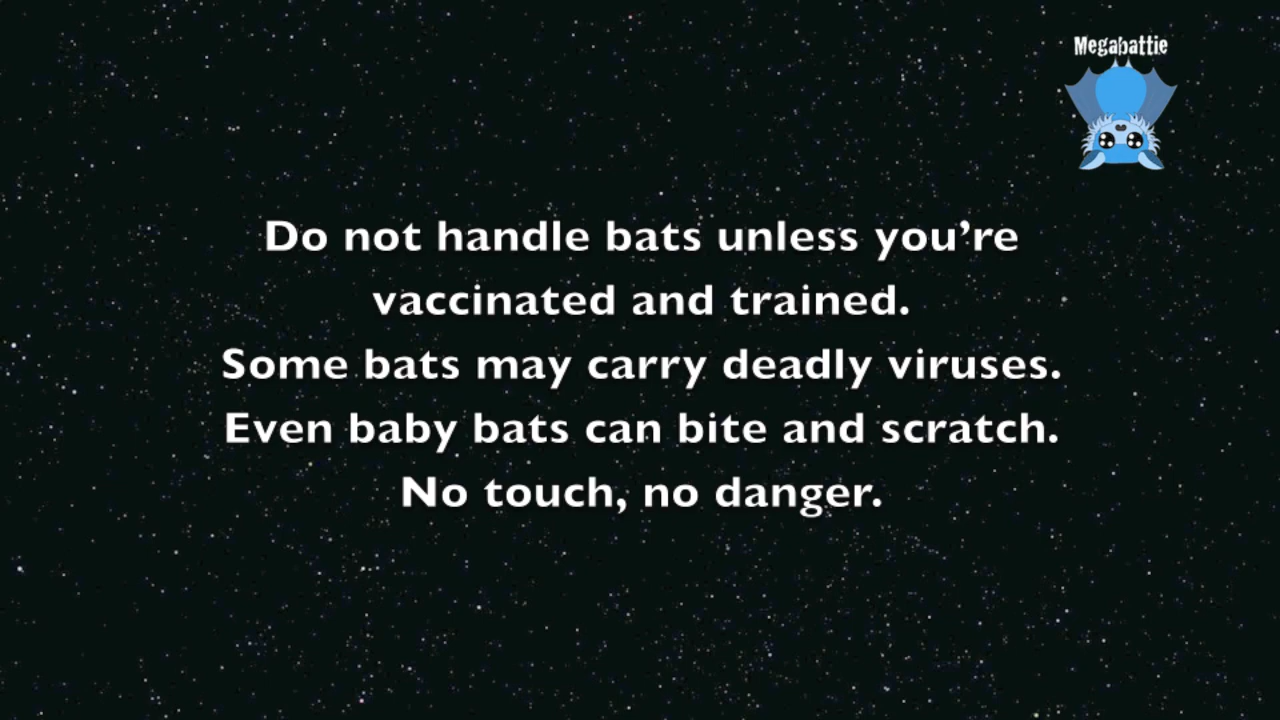 Megabattie
Do not handle bats unless you’re
vaccinated and trained.
Some bats may carry deadly viruses.
Even baby bats can bite and scratch.
No touch, no danger.